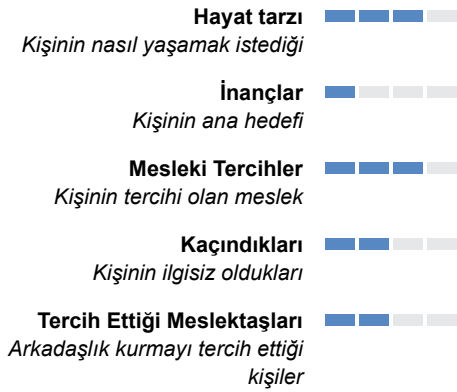 Hayat tarzı
Kişinin nasıl yaşamak istediği
İnançlar
Kişinin ana hedefi
Mesleki Tercihler
Kişinin tercihi olan meslek
Kaçındıkları
Kişinin ilgisiz oldukları
Tercih Ettiği Meslektaşları
Arkadaşlık kurmayı tercih ettiği
kişiler